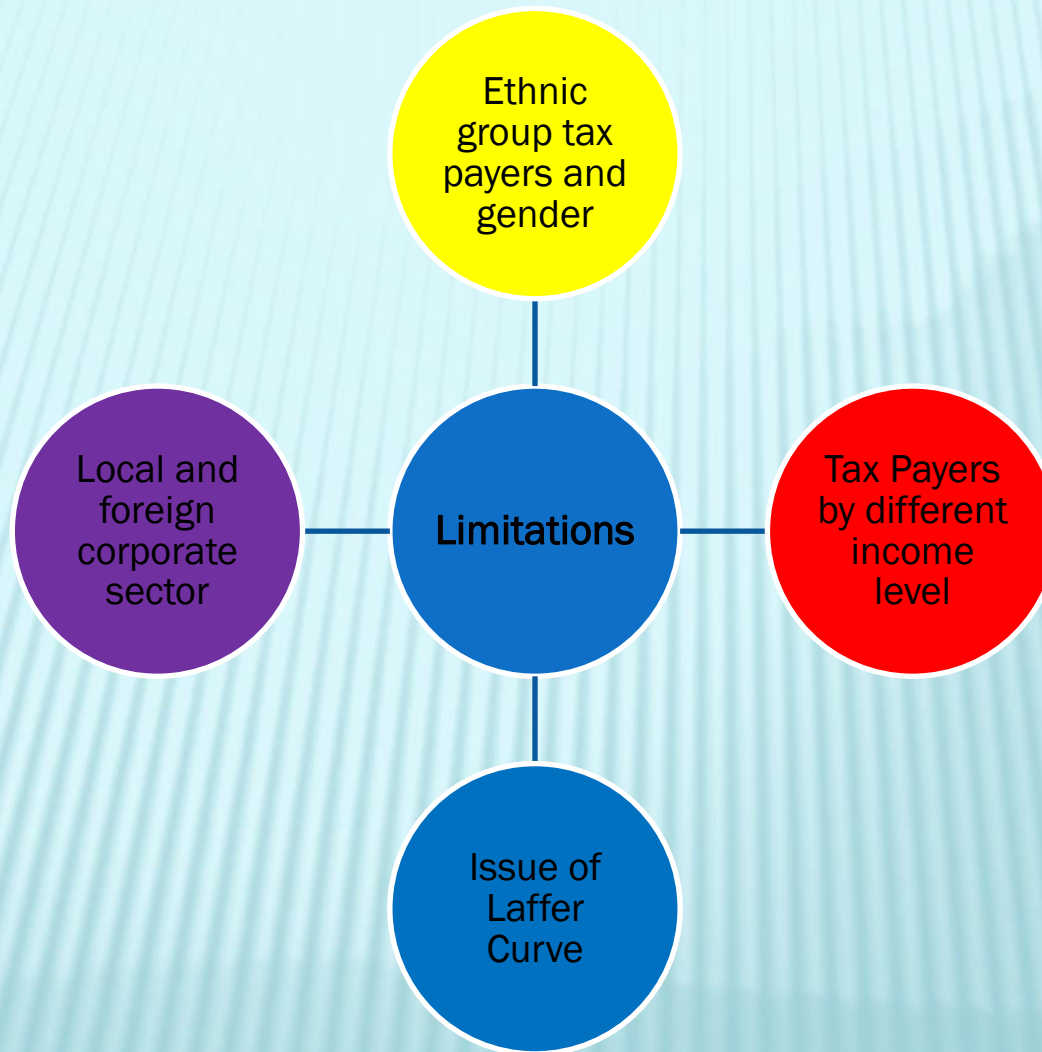 Ethnic
group tax
payers and
gender
Local and
foreign
corporate
sector
Limitations
Tax Payers
by different
income
level
Issue of
Laffer
Curve